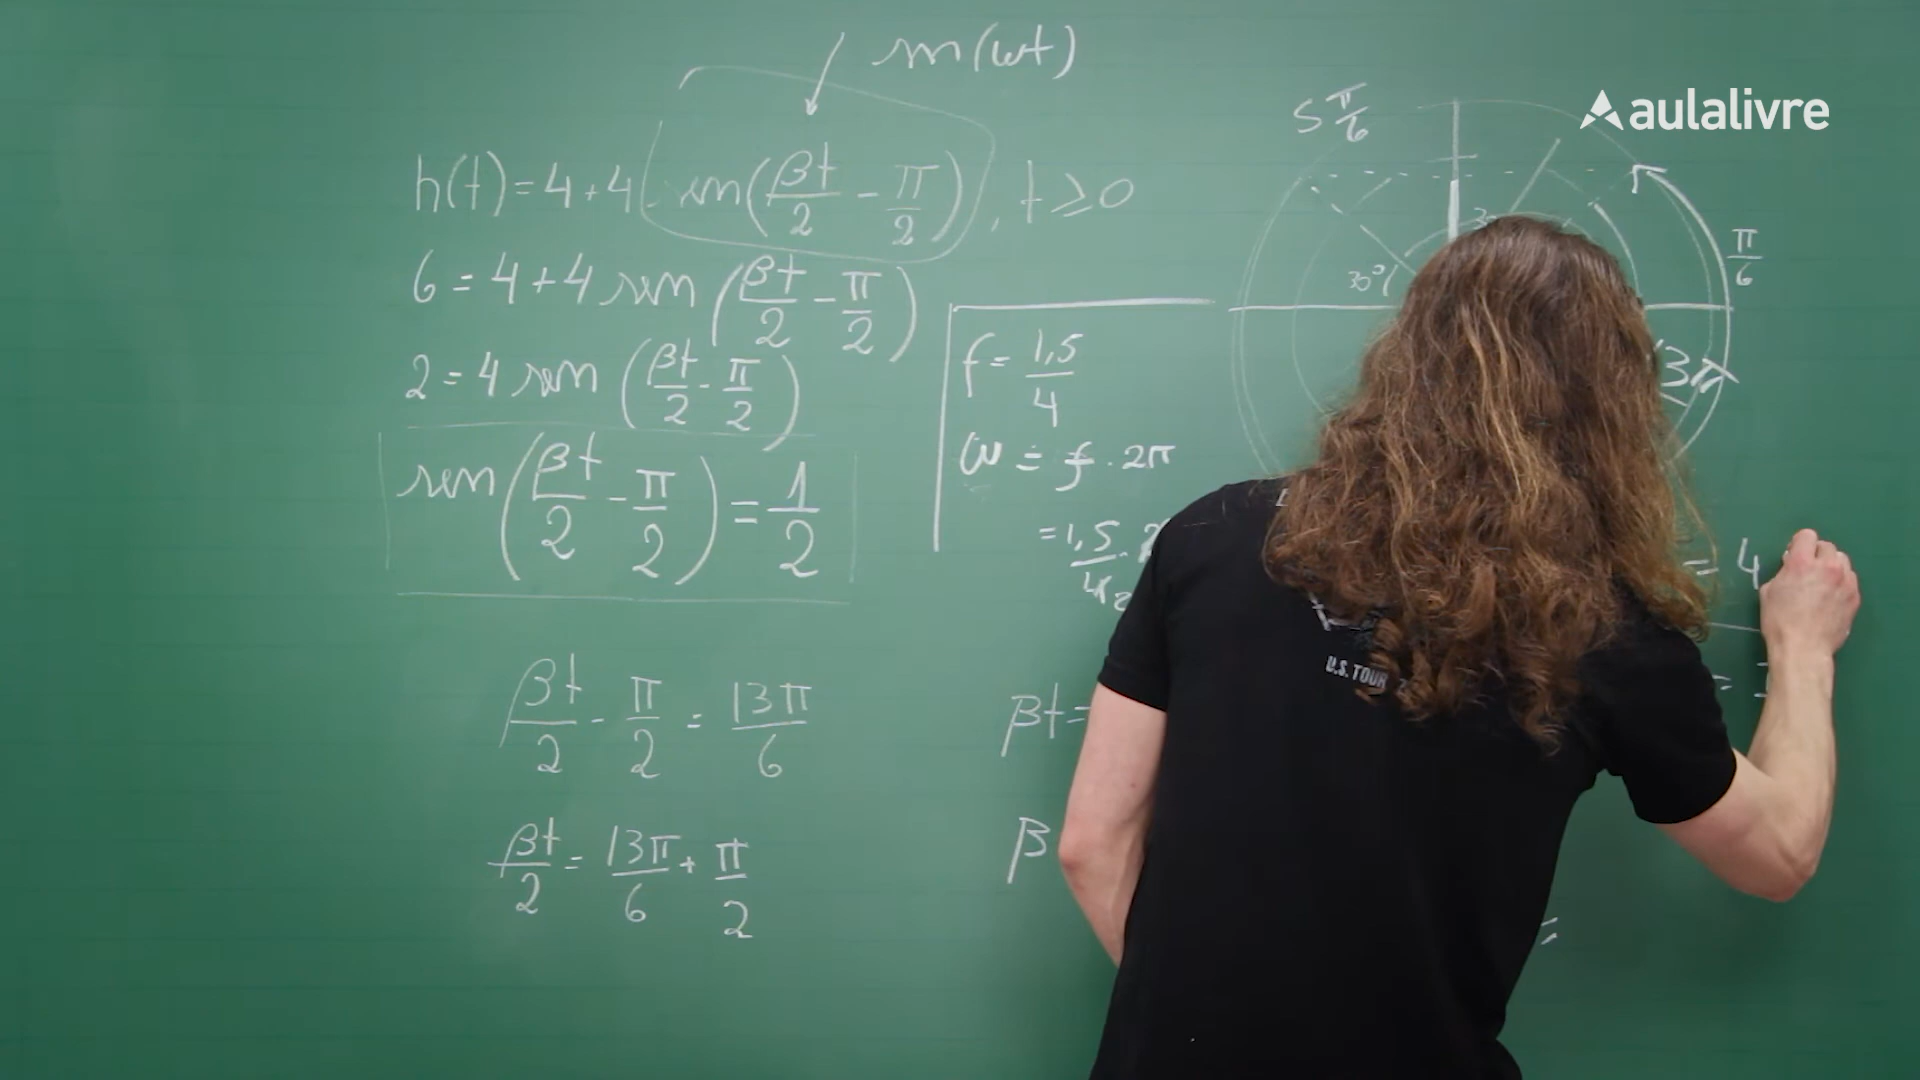 sen(ωt)
h(t) = 4 + 4 sen(βt/2 - π/2), t ≥ 0
6 = 4 + 4 sen(βt/2 - π/2)
2 = 4 sen(βt/2 - π/2)
sen(βt/2 - π/2) = 1/2
βt/2 - π/2 = 13π/6
βt/2 = 13π/6 + π/2
f = 1,5/4
ω = f . 2π
= 1,5/4
βt =
β
5π/6
aulalivre
π/6
30°
= 4
=
=
U.S. TOUR